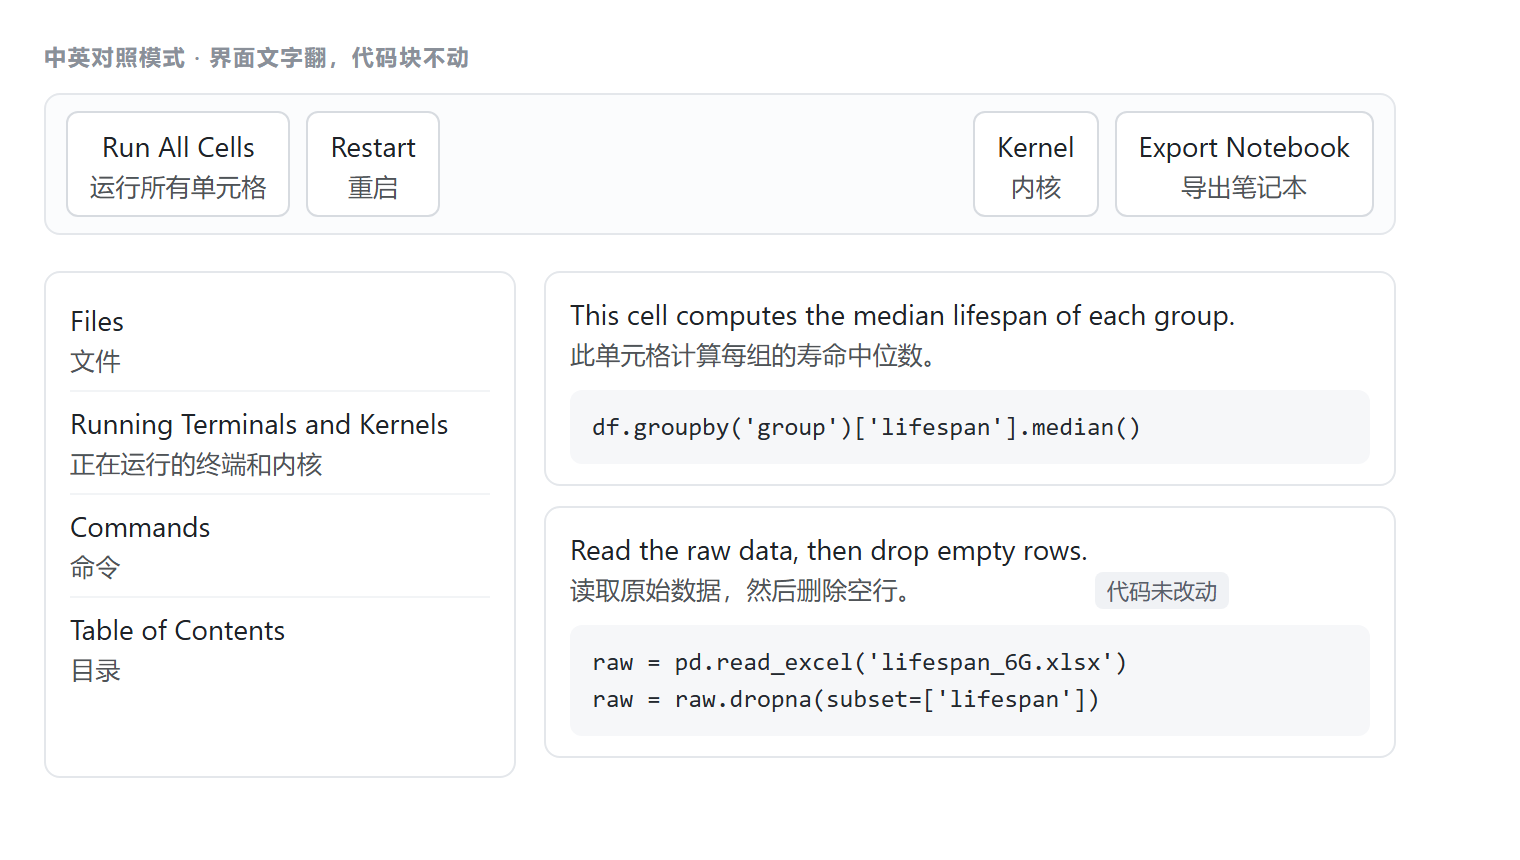 中英对照模式 · 界面文字翻，代码块不动
Run All Cells
运行所有单元格
Restart
重启
Kernel
内核
Export Notebook
导出笔记本
Files
文件
Running Terminals and Kernels
正在运行的终端和内核
Commands
命令
Table of Contents
目录
This cell computes the median lifespan of each group.
此单元格计算每组的寿命中位数。
df.groupby('group')['lifespan'].median()
Read the raw data, then drop empty rows.
读取原始数据，然后删除空行。
代码未改动
raw = pd.read_excel('lifespan_6G.xlsx')
raw = raw.dropna(subset=['lifespan'])